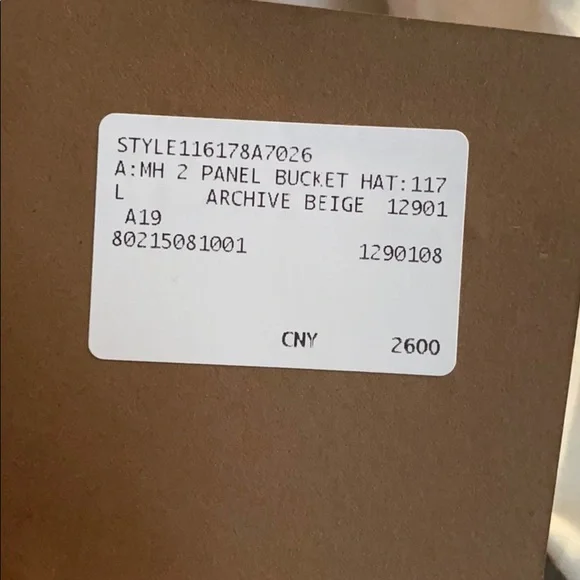 STYLE116178A7026
A:MH 2 PANEL BUCKET HAT:117
L ARCHIVE BEIGE 12901
A19
80215081001 1290108
CNY 2600